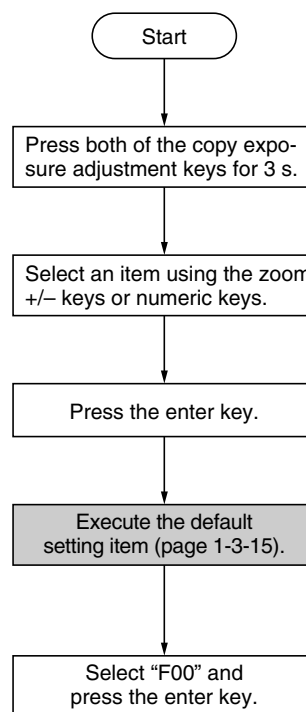 Start
Press both of the copy expo-
sure adjustment keys for 3 s.
Select an item using the zoom
+/– keys or numeric keys.
Press the enter key.
Execute the default
setting item (page 1-3-15).
Select “F00” and
press the enter key.